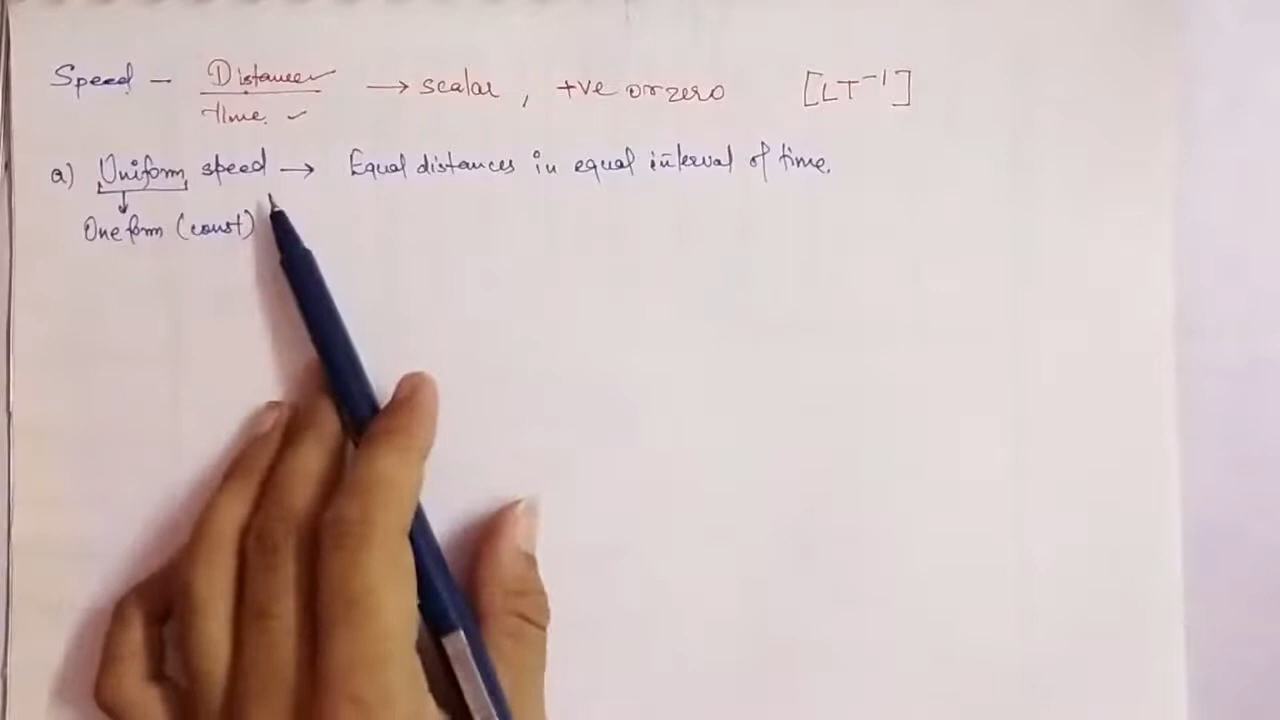 Speed - Distance / Time → scalar, +ve or zero [LT⁻¹]
a) Uniform speed → Equal distances in equal interval of time.
One form (const)